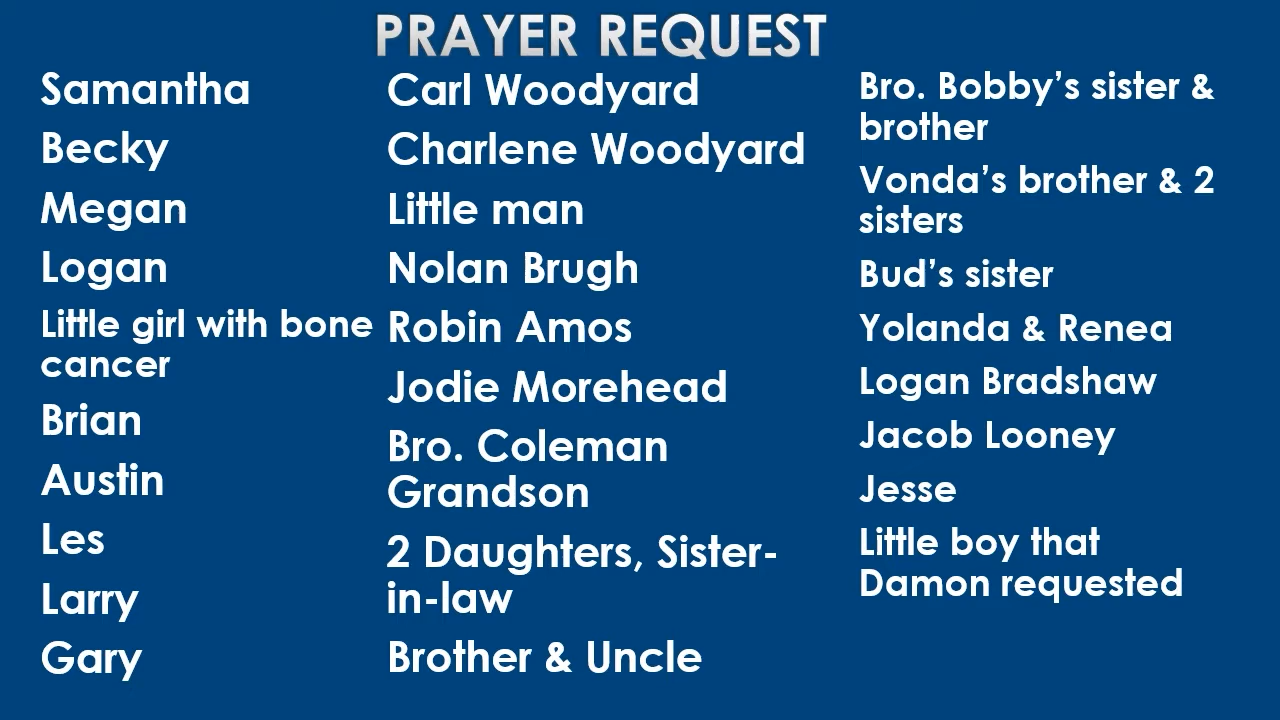 PRAYER REQUEST
Samantha
Becky
Megan
Logan
Little girl with bone
cancer
Brian
Austin
Les
Larry
Gary
Carl Woodyard
Charlene Woodyard
Little man
Nolan Brugh
Robin Amos
Jodie Morehead
Bro. Coleman
Grandson
2 Daughters, Sister-
in-law
Brother & Uncle
Bro. Bobby’s sister &
brother
Vonda’s brother & 2
sisters
Bud’s sister
Yolanda & Renea
Logan Bradshaw
Jacob Looney
Jesse
Little boy that
Damon requested